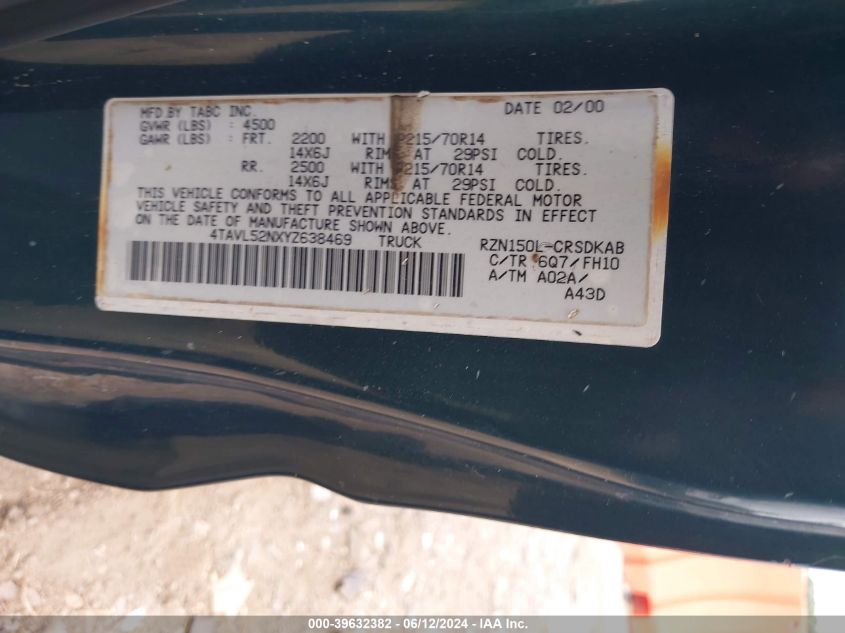 MFD.BY TABC INC. DATE 02/00
GVWR (LBS) : 4500
GAWR (LBS) : FRT. 2200 WITH P215/70R14 TIRES.
14X6J RIMS AT 29PSI COLD.
RR. 2500 WITH P215/70R14 TIRES.
14X6J RIMS AT 29PSI COLD.
THIS VEHICLE CONFORMS TO ALL APPLICABLE FEDERAL MOTOR
VEHICLE SAFETY AND THEFT PREVENTION STANDARDS IN EFFECT
ON THE DATE OF MANUFACTURE SHOWN ABOVE.
4TAVL52NXYZ638469 TRUCK RZN150L-CRSDKAB
C/TR 6Q7/FH10
A/TM A02A/
A43D
000-39632382 - 06/12/2024 - IAA Inc.